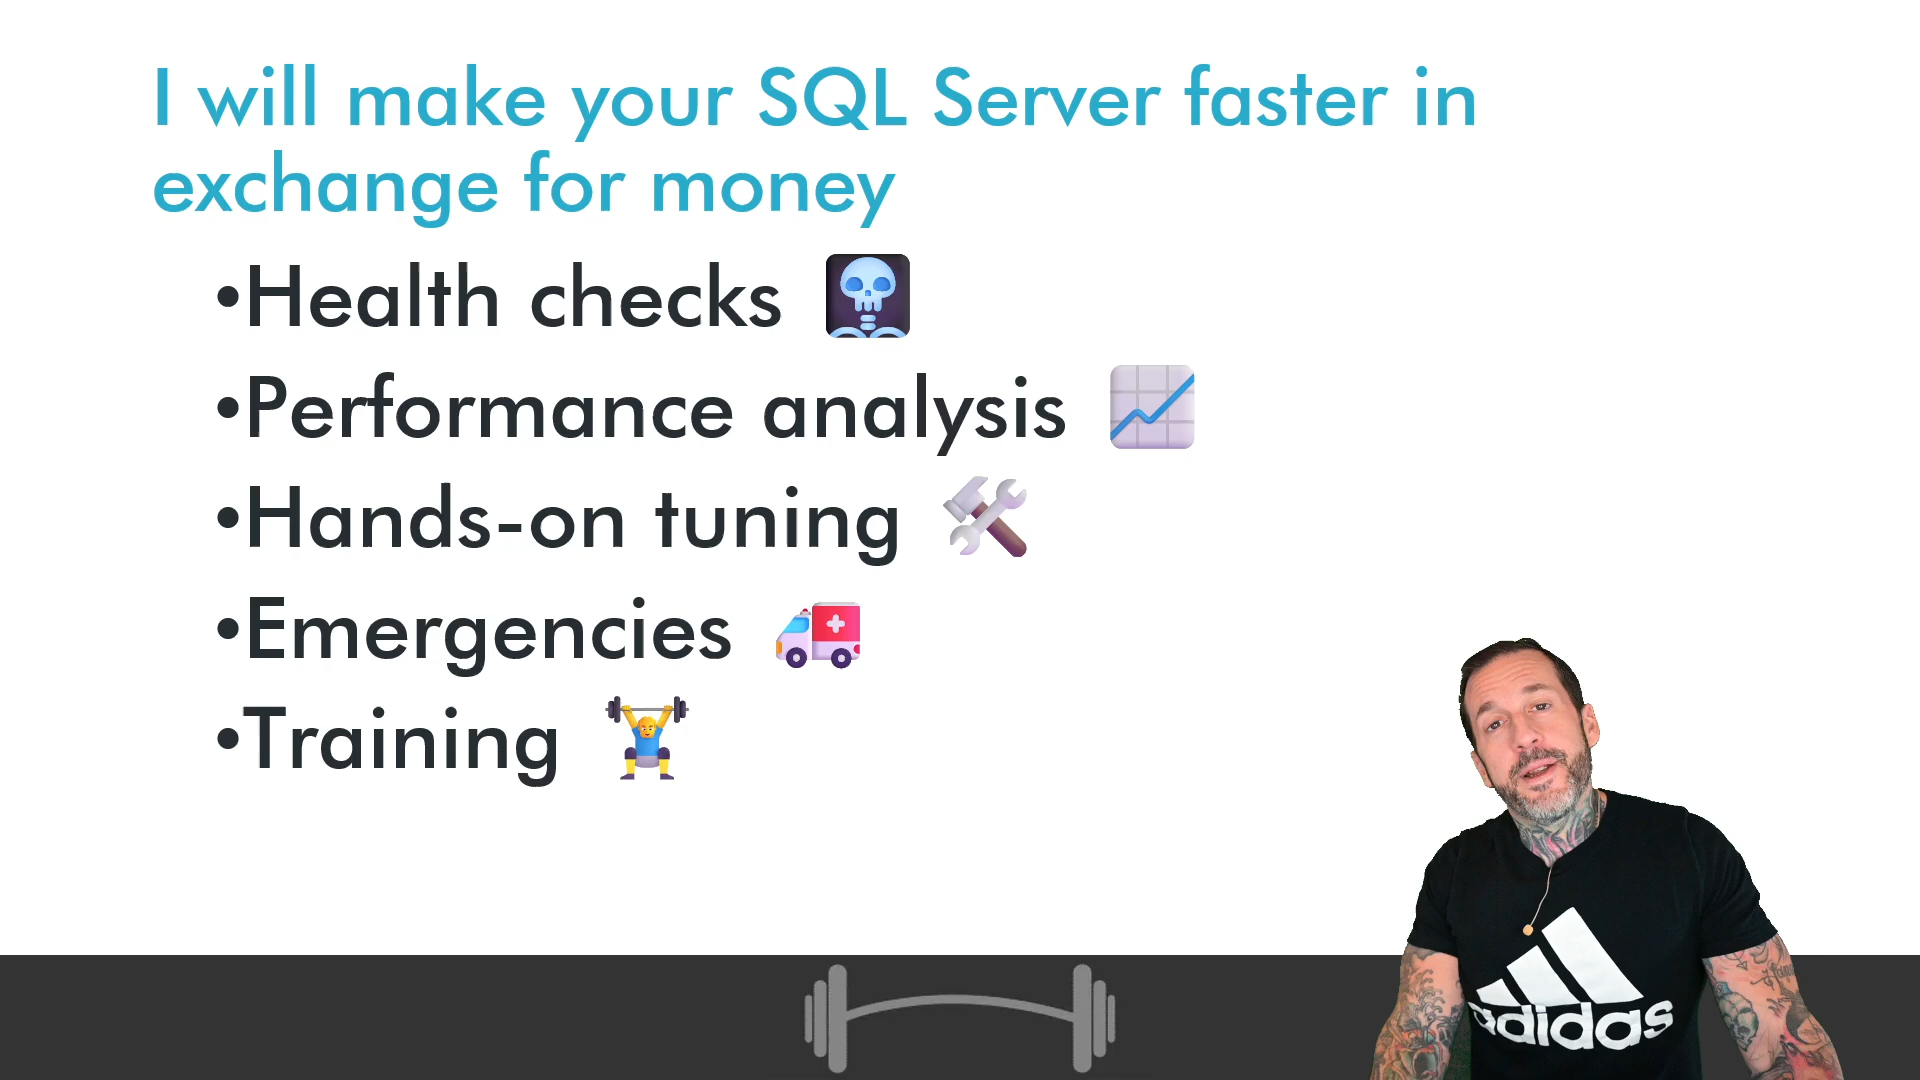 I will make your SQL Server faster in
exchange for money
•Health checks
•Performance analysis
•Hands-on tuning
•Emergencies
•Training
adidas